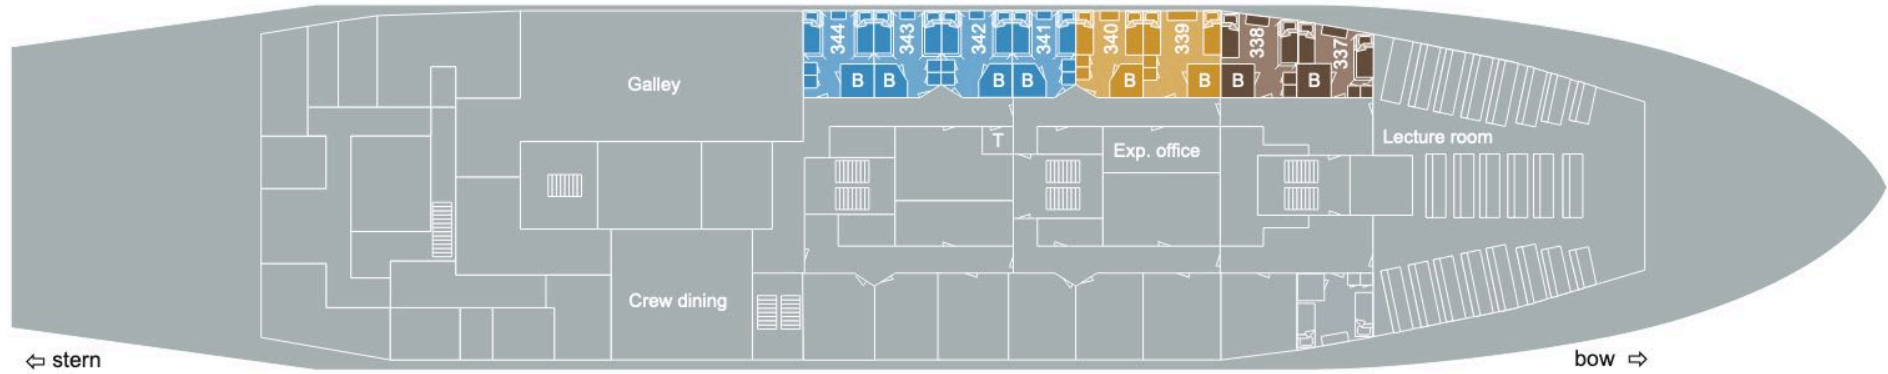 344
343
342
341
340
339
338
337
B
B
B
B
B
B
B
B
Galley
T
Exp. office
Lecture room
Crew dining
⇦ stern
bow ⇨